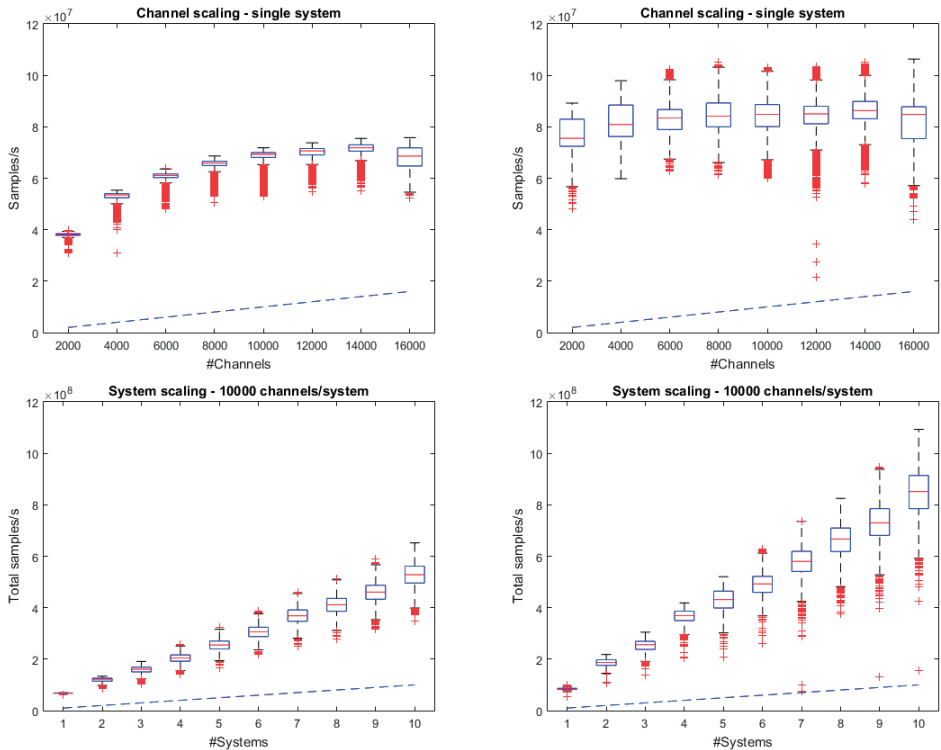 Channel scaling - single system
×10⁷
12
10
8
6
4
2
0
Samples/s
2000 4000 6000 8000 10000 12000 14000 16000
#Channels
Channel scaling - single system
×10⁷
12
10
8
6
4
2
0
Samples/s
2000 4000 6000 8000 10000 12000 14000 16000
#Channels
System scaling - 10000 channels/system
×10⁸
12
10
8
6
4
2
0
Total samples/s
1 2 3 4 5 6 7 8 9 10
#Systems
System scaling - 10000 channels/system
×10⁸
12
10
8
6
4
2
0
Total samples/s
1 2 3 4 5 6 7 8 9 10
#Systems